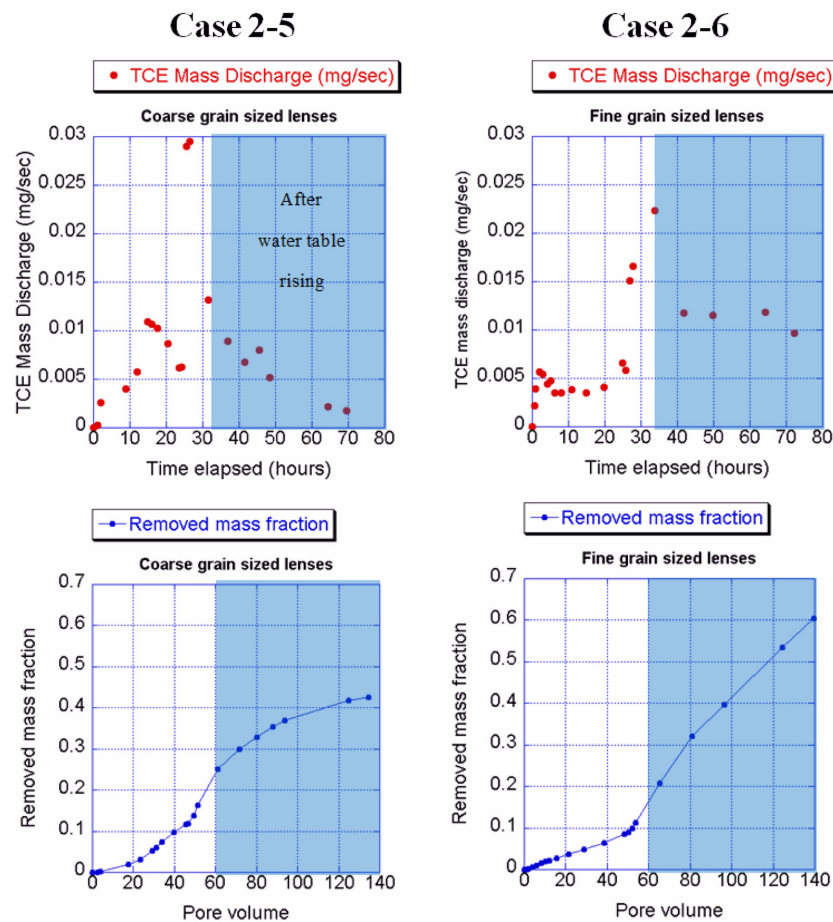 Case 2-5
TCE Mass Discharge (mg/sec)
Coarse grain sized lenses
0.03
0.025
0.02
0.015
0.01
0.005
0
0 10 20 30 40 50 60 70 80
TCE Mass Discharge (mg/sec)
Time elapsed (hours)
After
water table
rising
Case 2-6
TCE Mass Discharge (mg/sec)
Fine grain sized lenses
0.03
0.025
0.02
0.015
0.01
0.005
0
0 10 20 30 40 50 60 70 80
TCE mass discharge (mg/sec)
Time elapsed (hours)
Removed mass fraction
Coarse grain sized lenses
0.7
0.6
0.5
0.4
0.3
0.2
0.1
0
0 20 40 60 80 100 120 140
Removed mass fraction
Pore volume
Removed mass fraction
Fine grain sized lenses
0.7
0.6
0.5
0.4
0.3
0.2
0.1
0
0 20 40 60 80 100 120 140
Removed mass fraction
Pore volume